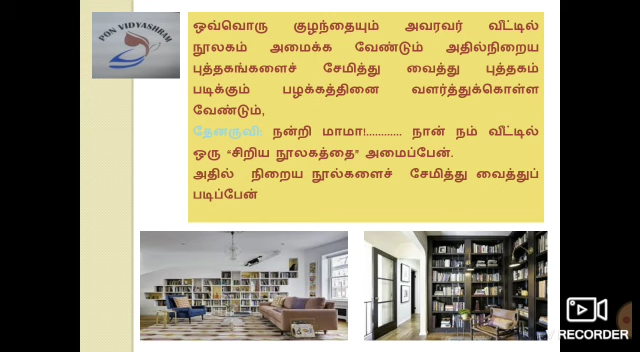 PON VIDYASHRAM
ஒவ்வொரு குழந்தையும் அவரவர் வீட்டில்
நூலகம் அமைக்க வேண்டும் அதில்நிறைய
புத்தகங்களைச் சேமித்து வைத்து புத்தகம்
படிக்கும் பழக்கத்தினை வளர்த்துக்கொள்ள
வேண்டும்,
தேனருவி: நன்றி மாமா!............ நான் நம் வீட்டில்
ஒரு “சிறிய நூலகத்தை” அமைப்பேன்.
அதில் நிறைய நூல்களைச் சேமித்து வைத்துப்
படிப்பேன்
RECORDER